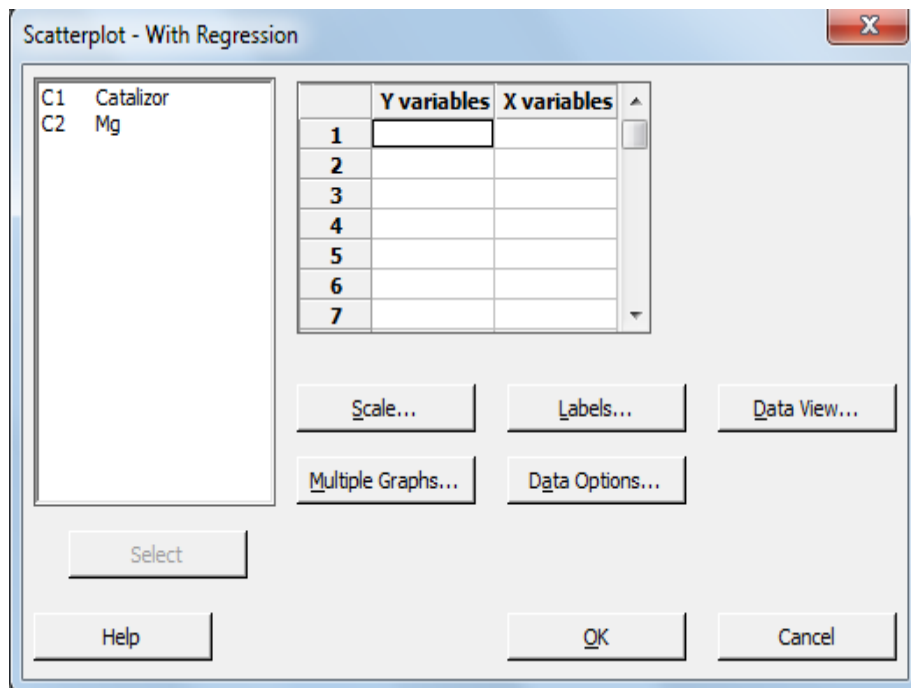 Scatterplot - With Regression
X
C1 Catalizor
C2 Mg
Y variables X variables
1
2
3
4
5
6
7
Scale... Labels... Data View...
Multiple Graphs... Data Options...
Select
Help OK Cancel